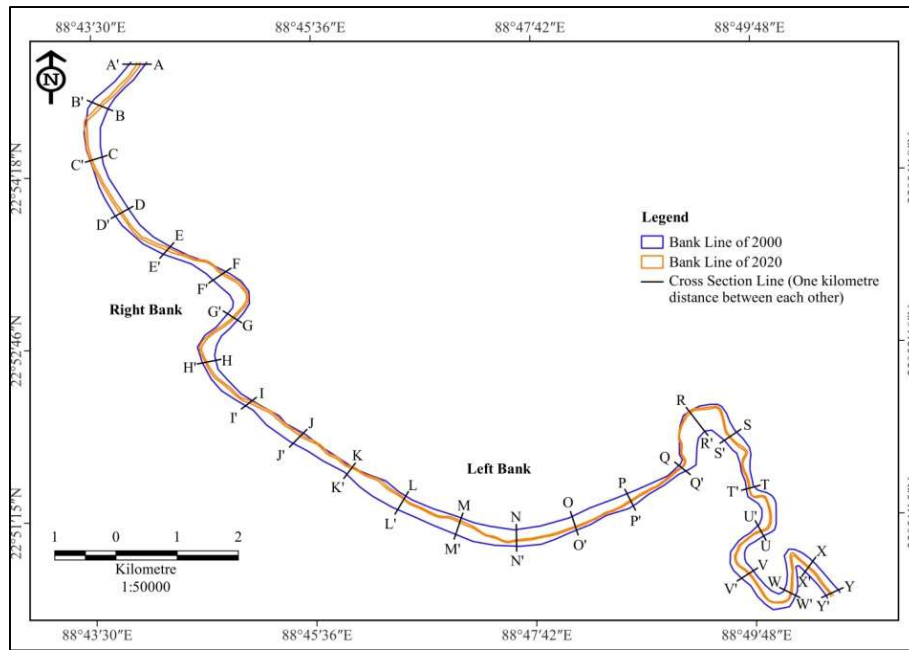 88°43'30"E 88°45'36"E 88°47'42"E 88°49'48"E
N
A' A
B' B
C' C
D' D
E' E
F' F
G' G
H' H
I' I
J' J
K' K
L' L
M' M
N N'
O O'
P P'
Q Q'
R R'
S S'
T' T
U' U
V V'
W W'
X X'
Y Y'
Right Bank
Left Bank
22°54'18"N
22°52'46"N
22°51'15"N
Legend
Bank Line of 2000
Bank Line of 2020
Cross Section Line (One kilometre
distance between each other)
1 0 1 2
Kilometre
1:50000
88°43'30"E 88°45'36"E 88°47'42"E 88°49'48"E